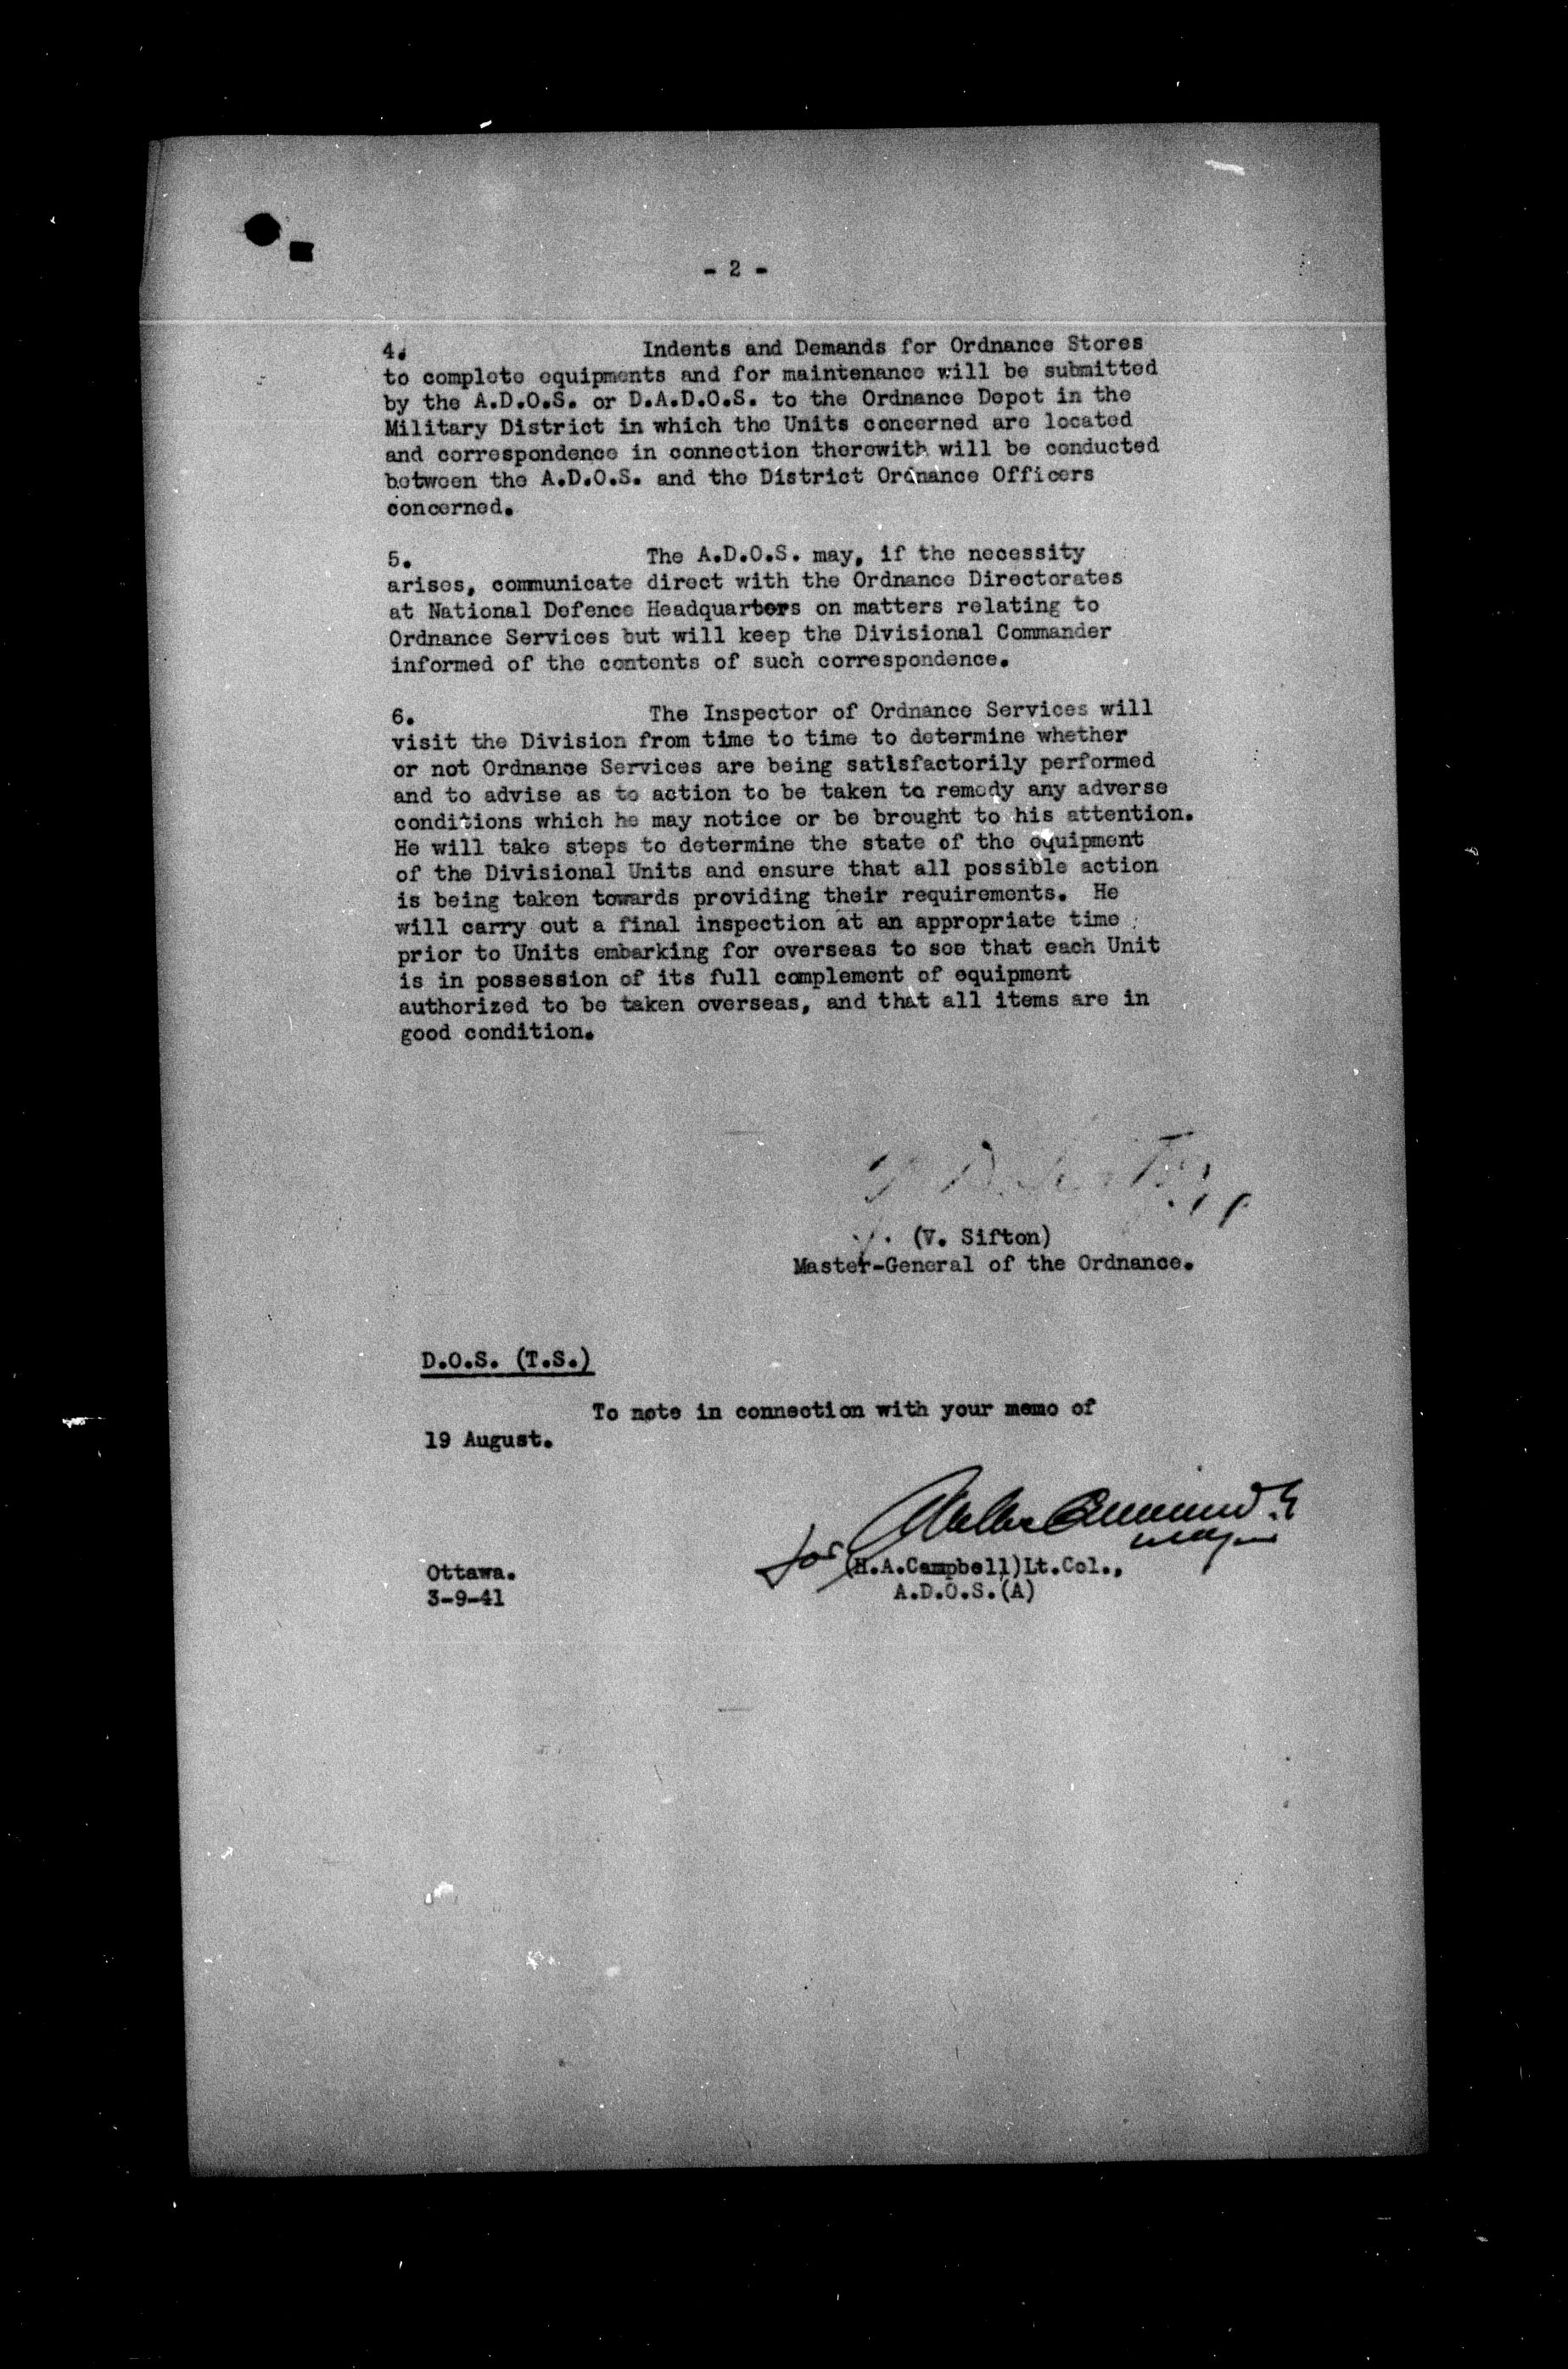 - 2 -
4. Indents and Demands for Ordnance Stores
to complete equipments and for maintenance will be submitted
by the A.D.O.S. or D.A.D.O.S. to the Ordnance Depot in the
Military District in which the Units concerned are located
and correspondence in connection therewith will be conducted
between the A.D.O.S. and the District Ordnance Officers
concerned.
5. The A.D.O.S. may, if the necessity
arises, communicate direct with the Ordnance Directorates
at National Defence Headquarters on matters relating to
Ordnance Services but will keep the Divisional Commander
informed of the contents of such correspondence.
6. The Inspector of Ordnance Services will
visit the Division from time to time to determine whether
or not Ordnance Services are being satisfactorily performed
and to advise as to action to be taken to remedy any adverse
conditions which he may notice or be brought to his attention.
He will take steps to determine the state of the equipment
of the Divisional Units and ensure that all possible action
is being taken towards providing their requirements. He
will carry out a final inspection at an appropriate time
prior to Units embarking for overseas to see that each Unit
is in possession of its full complement of equipment
authorized to be taken overseas, and that all items are in
good condition.
(V. Sifton)
Master-General of the Ordnance.
D.O.S. (T.S.)
To note in connection with your memo of
19 August.
for (H.A.Campbell)Lt.Col.,
Ottawa. A.D.O.S.(A)
3-9-41